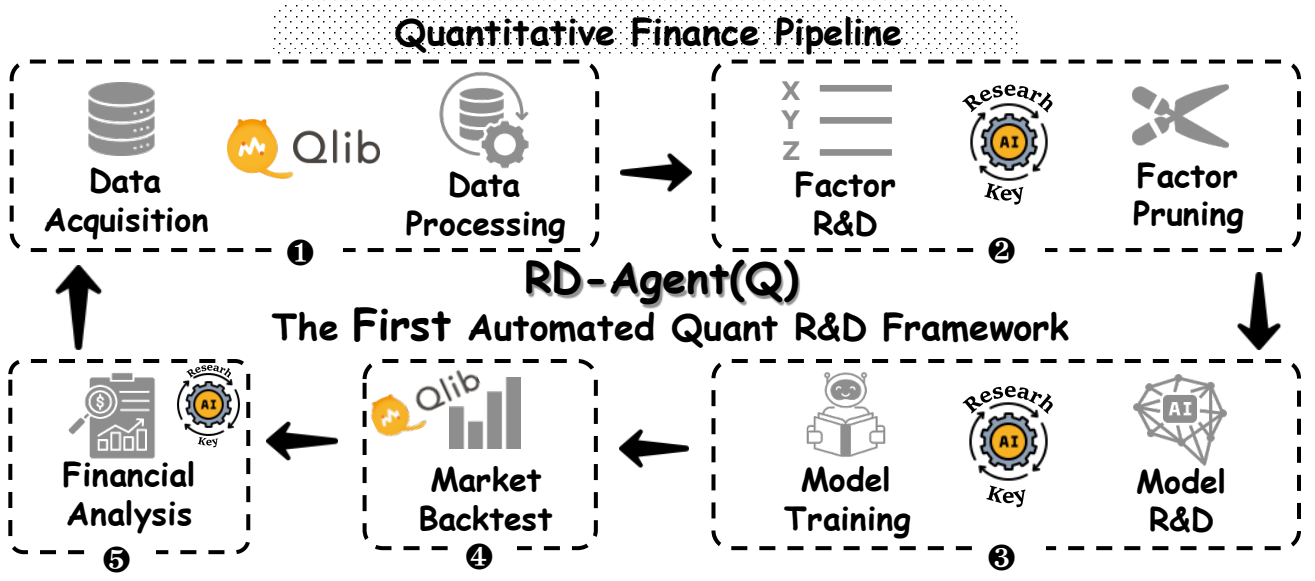 Quantitative Finance Pipeline
Data
Acquisition
Qlib
Data
Processing
❶
X
Y
Z
Factor
R&D
Researh
AI
Key
Factor
Pruning
❷
RD-Agent(Q)
The First Automated Quant R&D Framework
$
Financial
Analysis
Researh
AI
Key
❺
Qlib
Market
Backtest
❹
Model
Training
Researh
AI
Key
AI
Model
R&D
❸